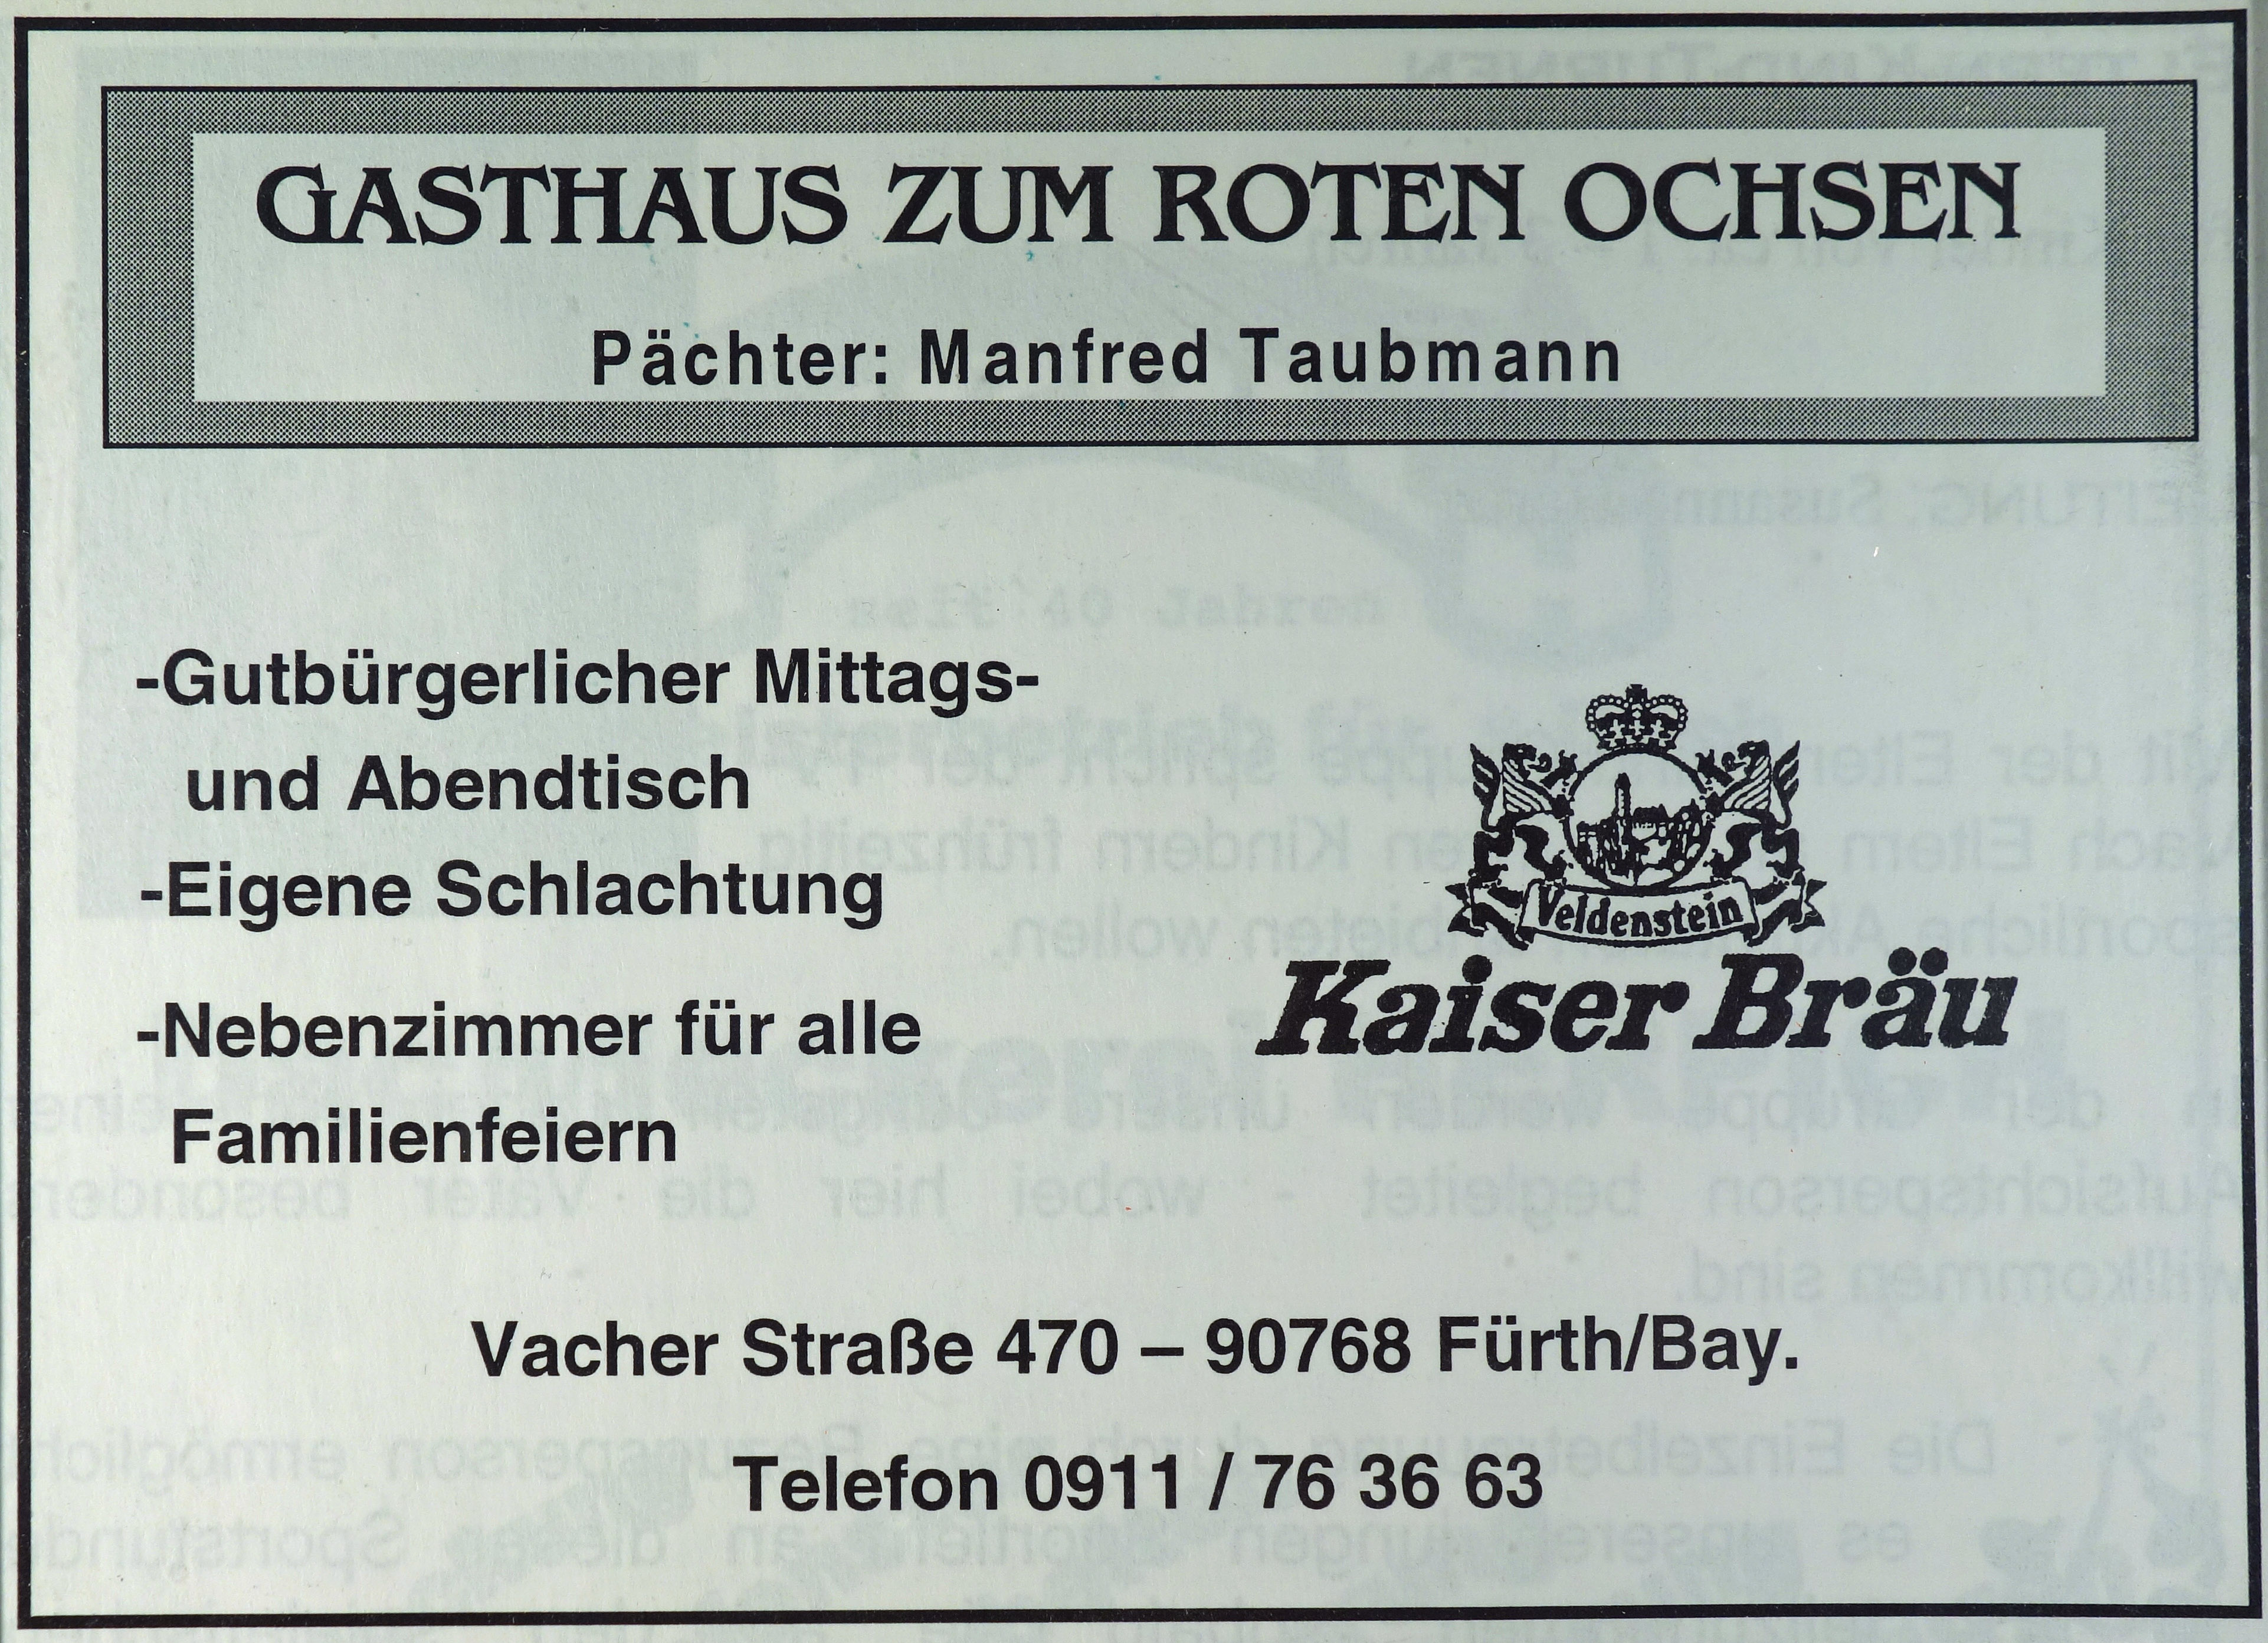 GASTHAUS ZUM ROTEN OCHSEN
Pächter: Manfred Taubmann
-Gutbürgerlicher Mittags-
und Abendtisch
-Eigene Schlachtung
-Nebenzimmer für alle
Familienfeiern
Veldenstein
Kaiser Bräu
Vacher Straße 470 – 90768 Fürth/Bay.
Telefon 0911 / 76 36 63